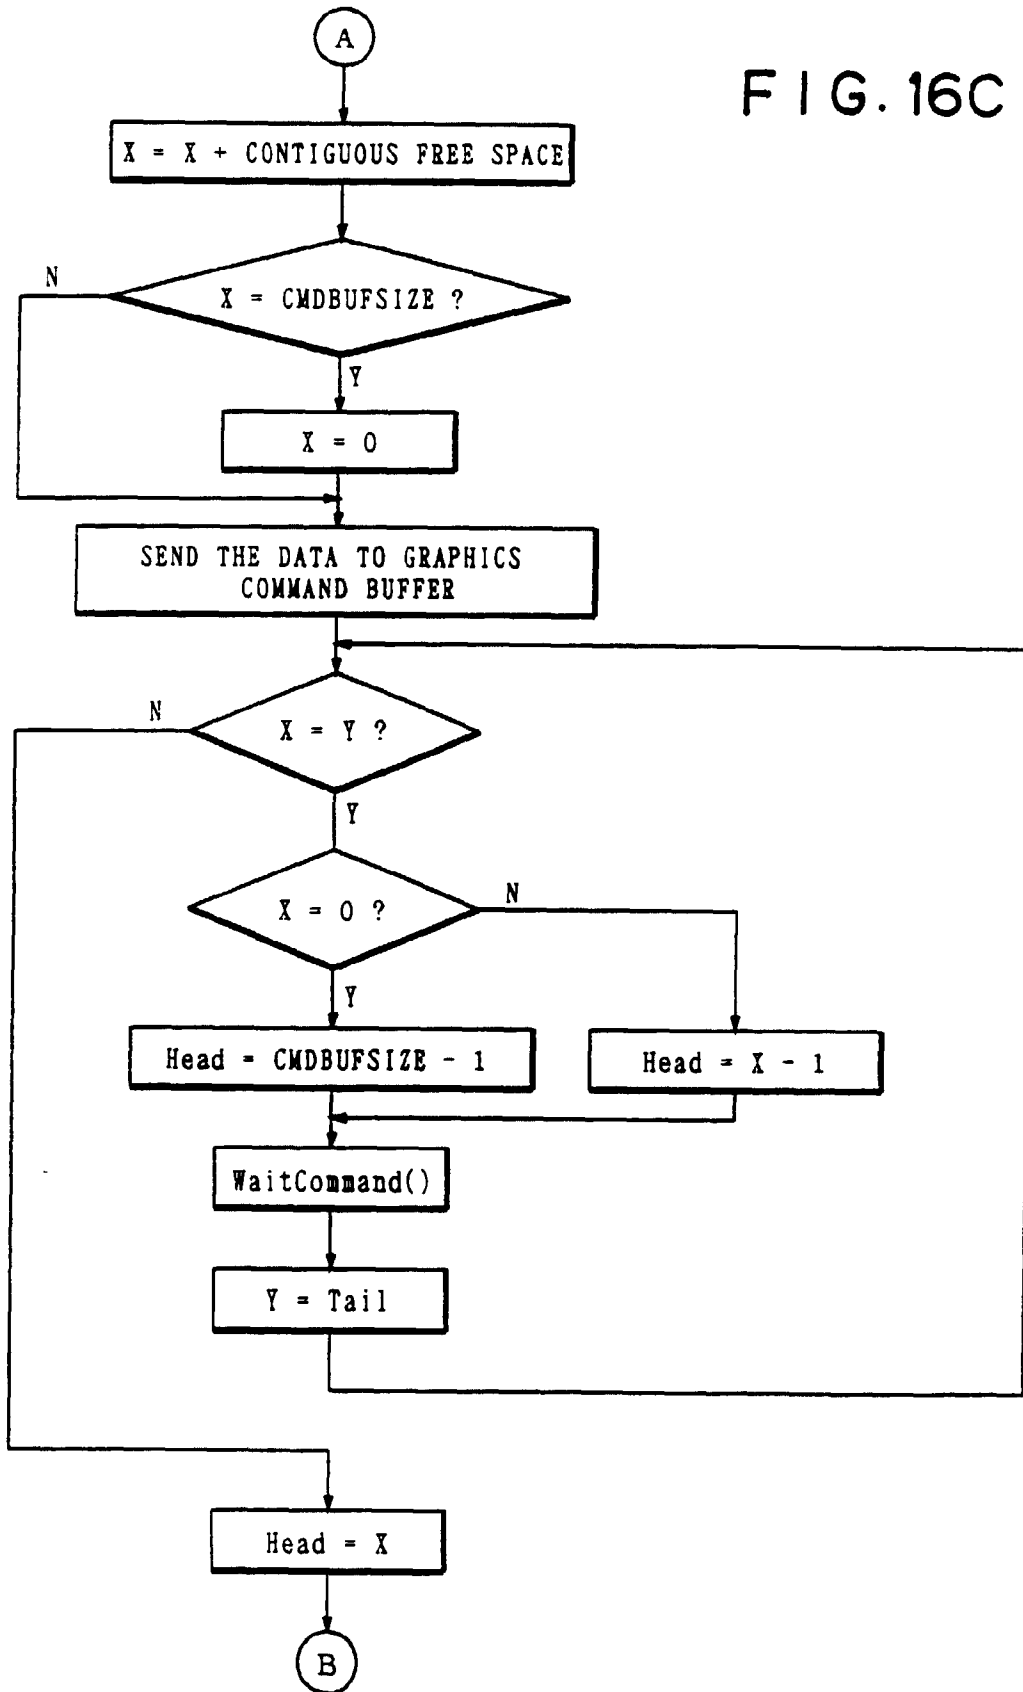 A
FIG. 16C
X = X + CONTIGUOUS FREE SPACE
N
X = CMDBUFSIZE ?
Y
X = 0
SEND THE DATA TO GRAPHICS
COMMAND BUFFER
N
X = Y ?
Y
X = 0 ?
N
Y
Head = CMDBUFSIZE - 1
Head = X - 1
WaitCommand()
Y = Tail
Head = X
B